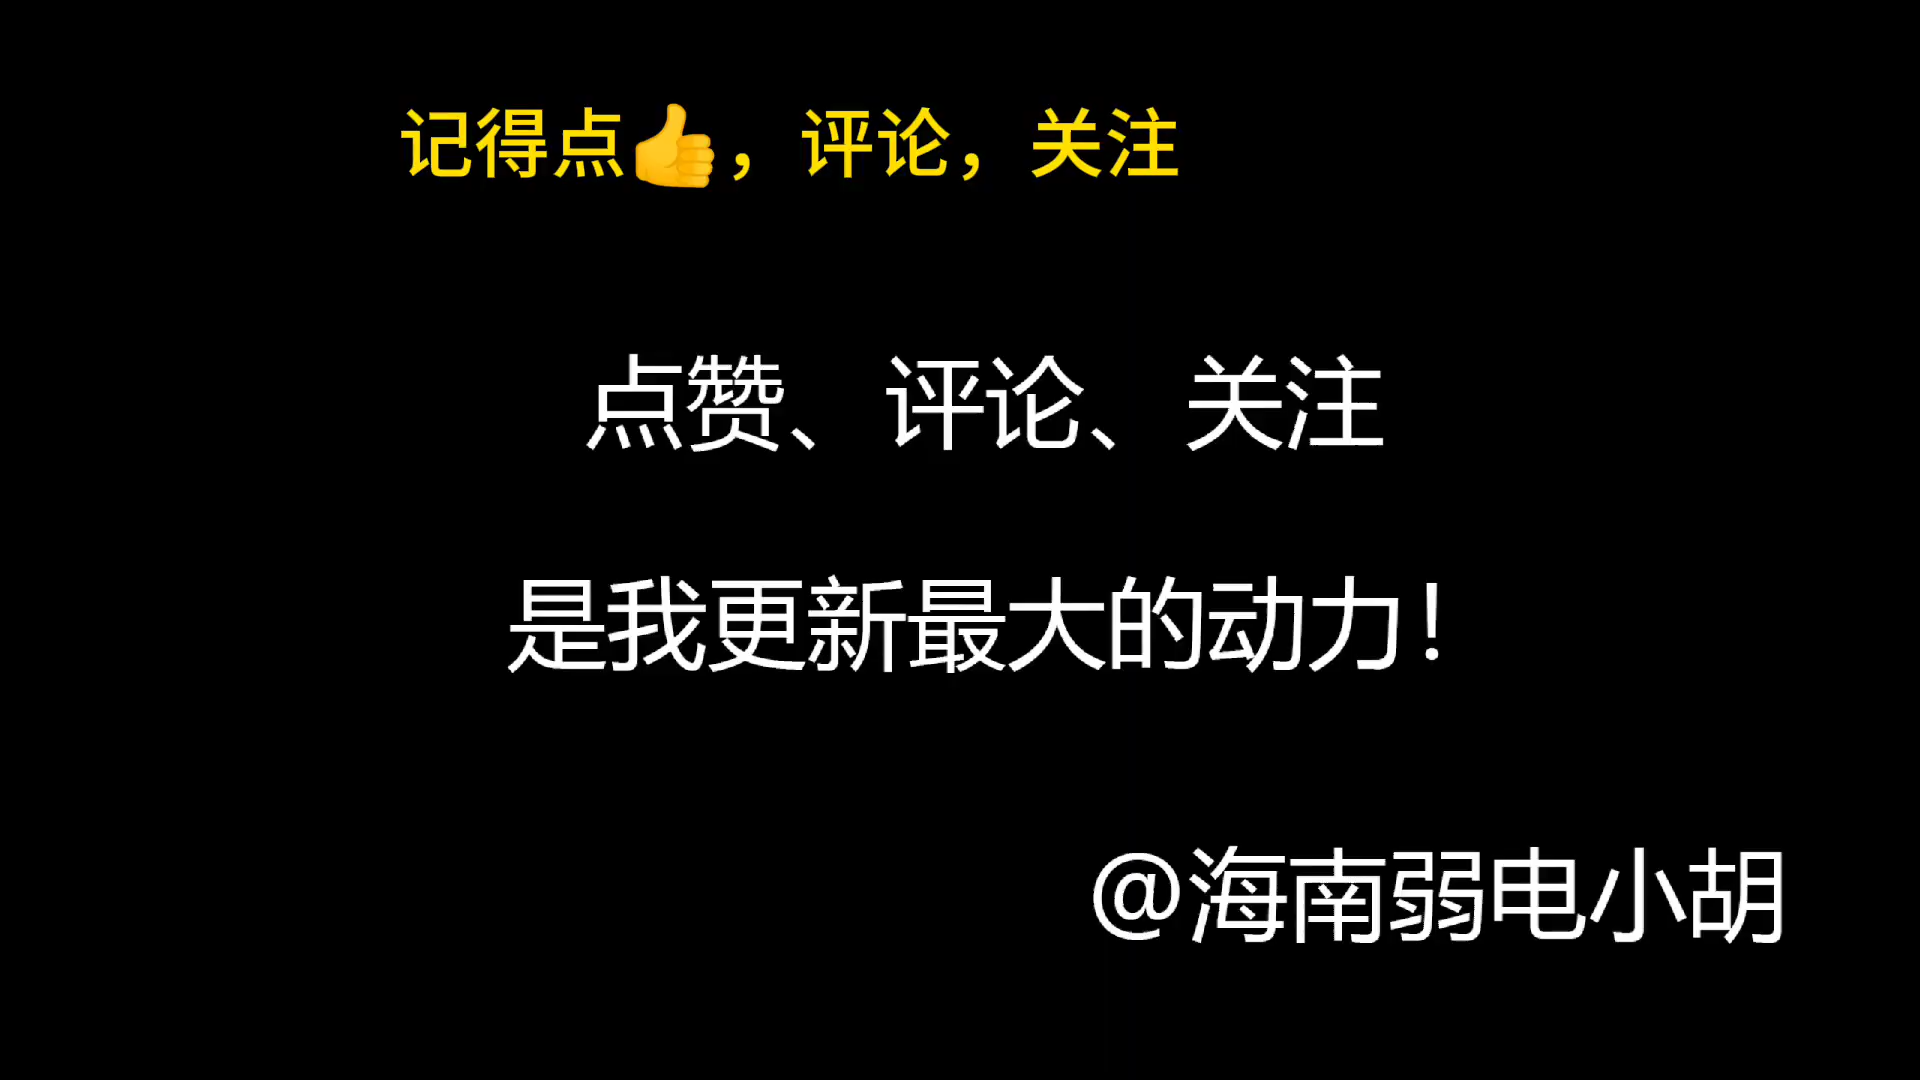 记得点👍，评论，关注
点赞、评论、关注
是我更新最大的动力！
@海南弱电小胡